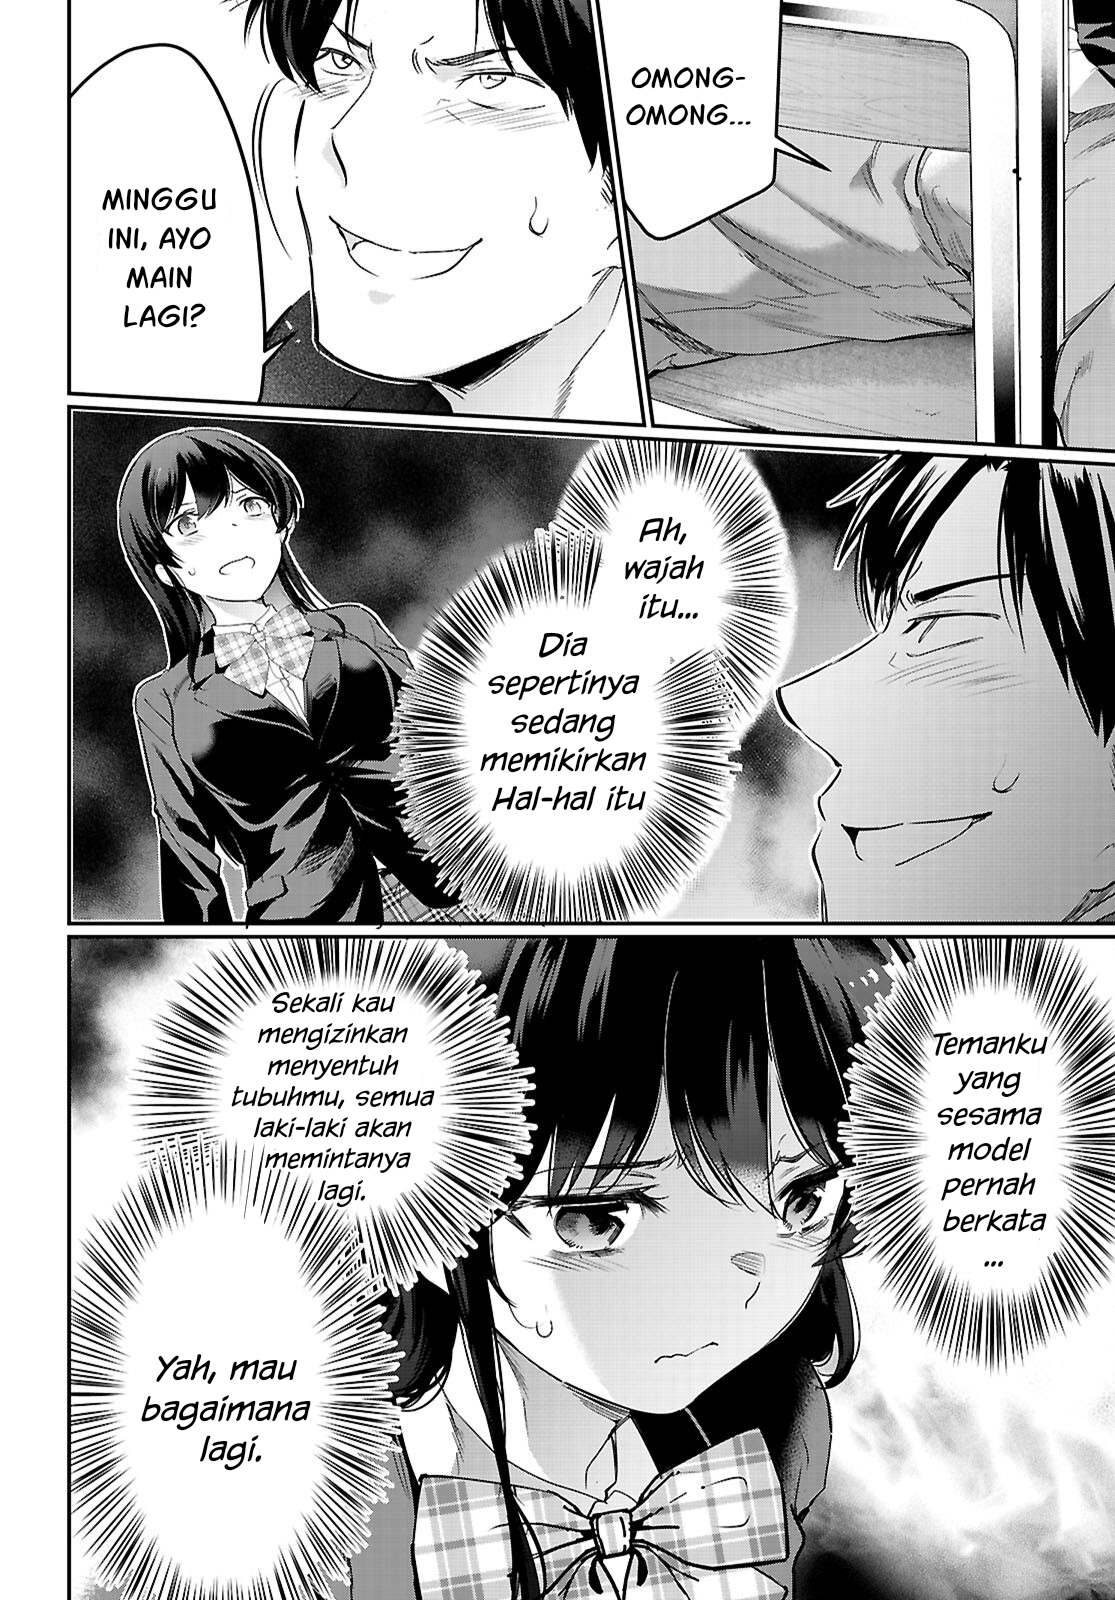 OMONG-
OMONG...
MINGGU
INI, AYO
MAIN
LAGI?
Ah,
wajah
itu...
Dia
sepertinya
sedang
memikirkan
Hal-hal itu
Temanku
yang
sesama
model
pernah
berkata
...
Sekali kau
mengizinkan
menyentuh
tubuhmu, semua
laki-laki akan
memintanya
lagi.
Yah, mau
bagaimana
lagi.